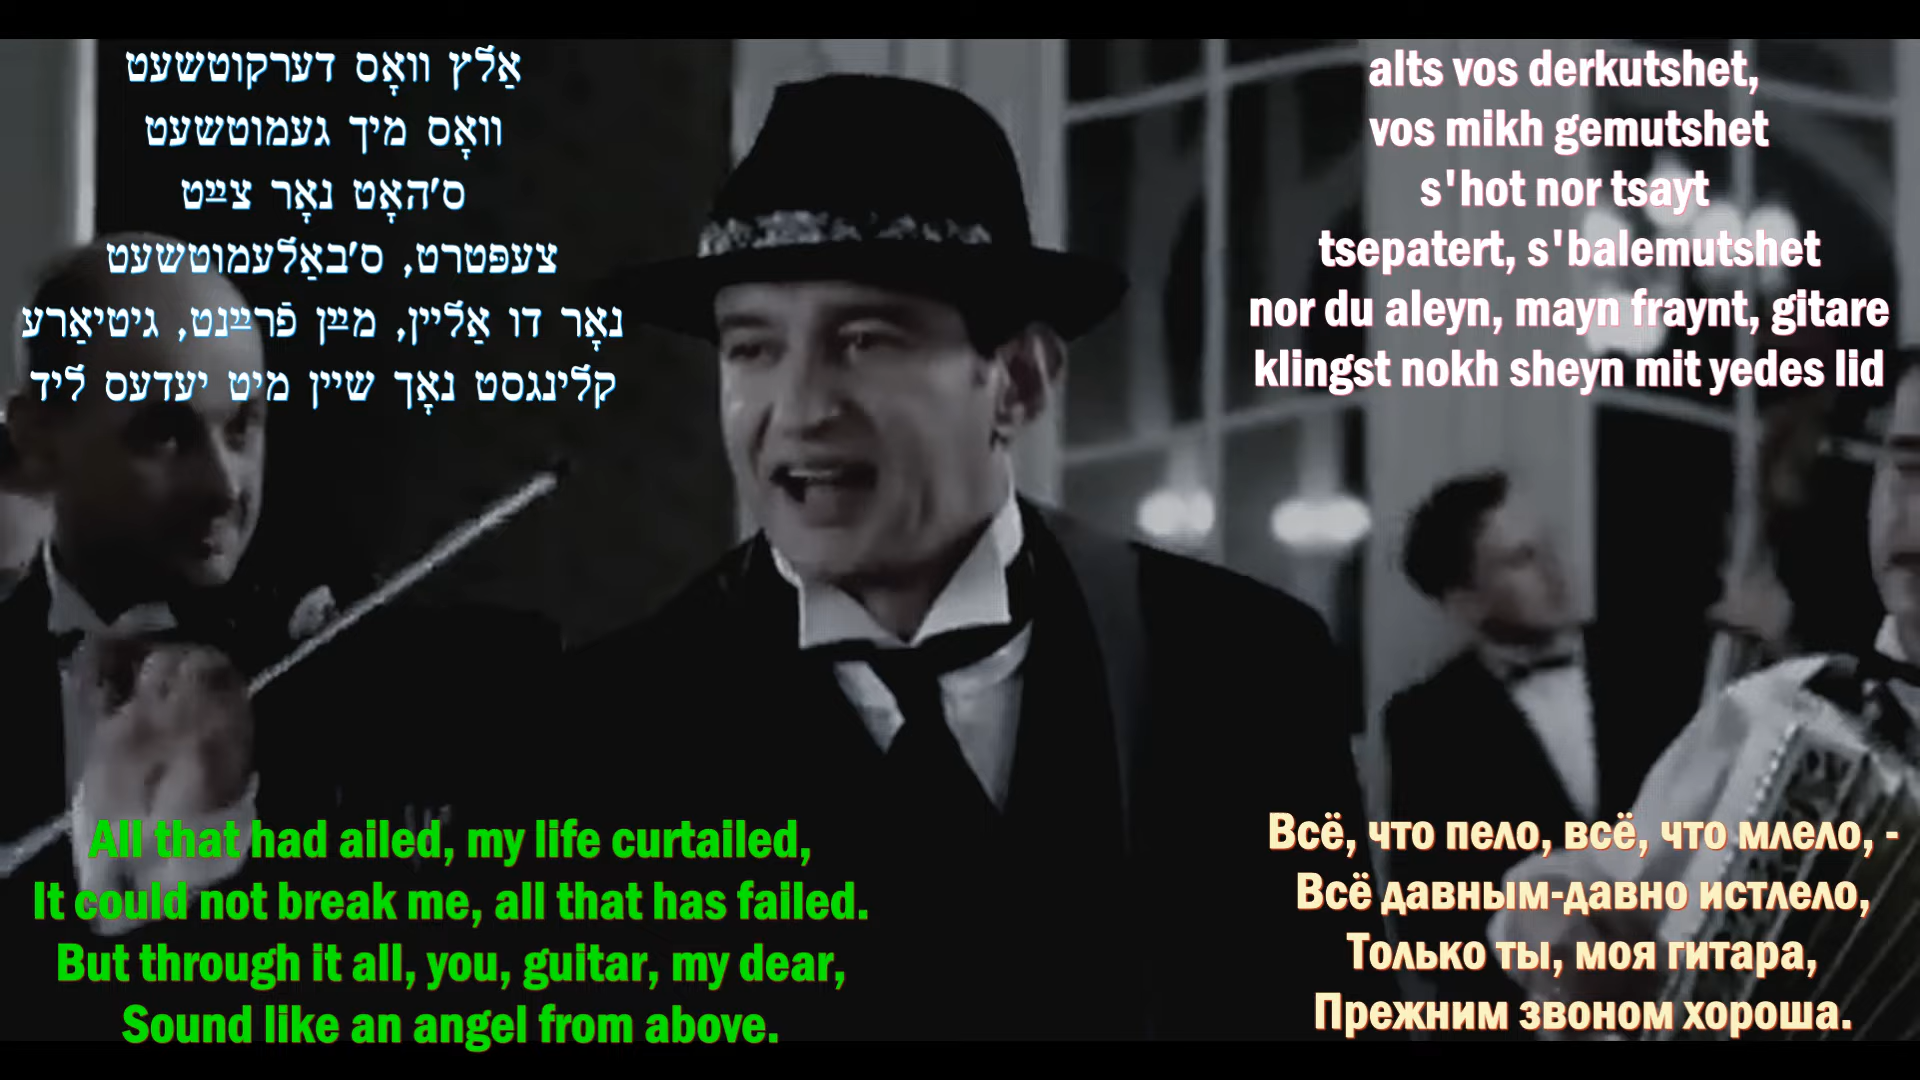 אַלץ וואָס דערקוטשעט
וואָס מיך געמוטשעט
ס'האָט נאָר צײַט
צעפּטרט, ס'באַלעמוטשעט
נאָר דו אַליין, מײַן פֿרײַנט, גיטיאַרע
קלינגסט נאָך שיין מיט יעדעס ליד
alts vos derkutshet,
vos mikh gemutshet
s'hot nor tsayt
tsepatert, s'balemutshet
nor du aleyn, mayn fraynt, gitare
klingst nokh sheyn mit yedes lid
All that had ailed, my life curtailed,
It could not break me, all that has failed.
But through it all, you, guitar, my dear,
Sound like an angel from above.
Всё, что пело, всё, что млело, -
Всё давным-давно истлело,
Только ты, моя гитара,
Прежним звоном хороша.